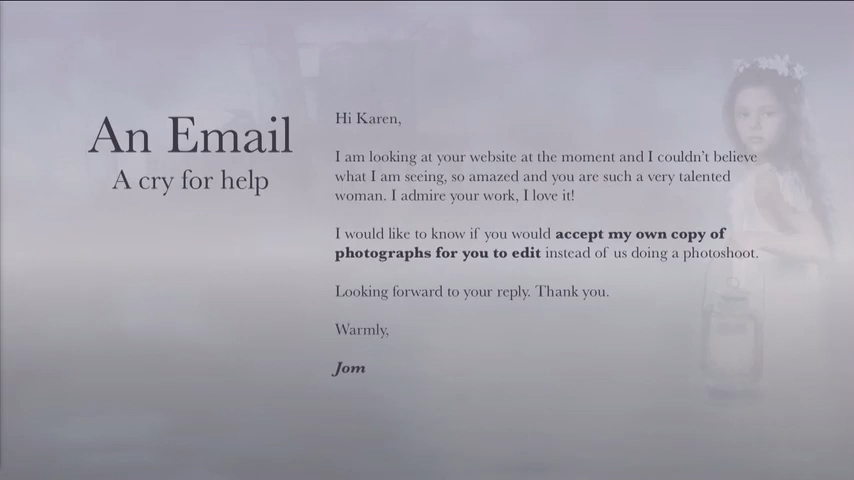 An Email
A cry for help
Hi Karen,
I am looking at your website at the moment and I couldn't believe
what I am seeing, so amazed and you are such a very talented
woman. I admire your work, I love it!
I would like to know if you would accept my own copy of
photographs for you to edit instead of us doing a photoshoot.
Looking forward to your reply. Thank you.
Warmly,
Jom